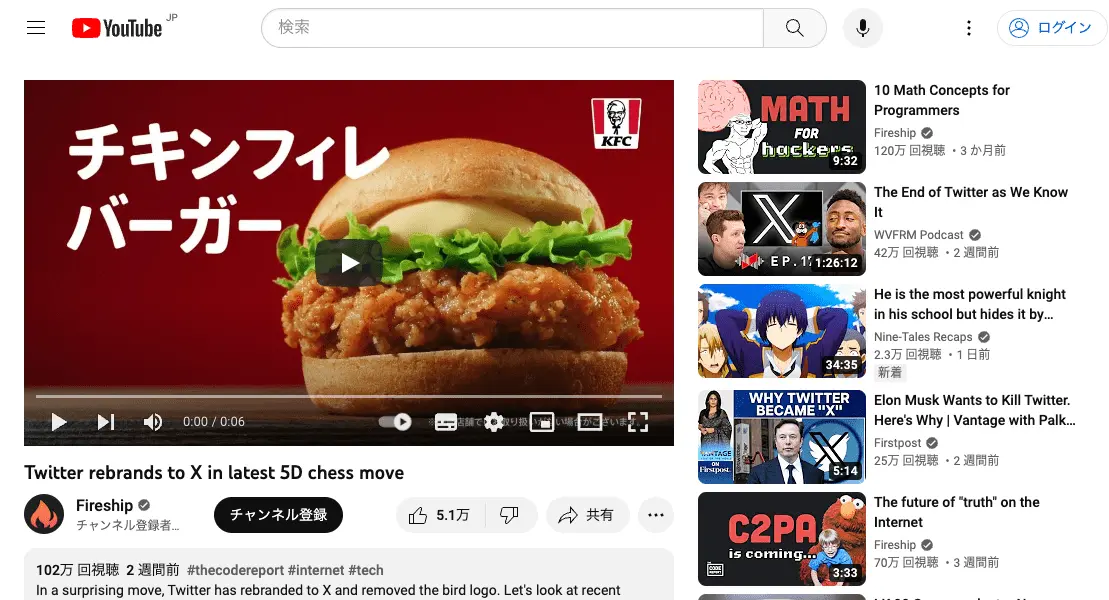 YouTube JP
検索
ログイン
チキンフィレ
バーガー
KFC
0:00 / 0:06
Twitter rebrands to X in latest 5D chess move
Fireship
チャンネル登録者...
チャンネル登録
5.1万
共有
102万 回視聴 2 週間前 #thecodereport #internet #tech
In a surprising move, Twitter has rebranded to X and removed the bird logo. Let's look at recent
MATH
FOR
hackers
9:32
10 Math Concepts for
Programmers
Fireship
120万 回視聴 ・3 か月前
X
EP.
1:26:12
The End of Twitter as We Know
It
WVFRM Podcast
42万 回視聴 ・2 週間前
34:35
He is the most powerful knight
in his school but hides it by...
Nine-Tales Recaps
2.3万 回視聴 ・1 日前
新着
WHY TWITTER
BECAME "X"
VANTAGE
ON
Firstpost.
5:14
Elon Musk Wants to Kill Twitter.
Here's Why | Vantage with Palk...
Firstpost
25万 回視聴 ・2 週間前
C2PA
is coming...
CODE
REPORT
3:33
The future of "truth" on the
Internet
Fireship
70万 回視聴 ・3 週間前